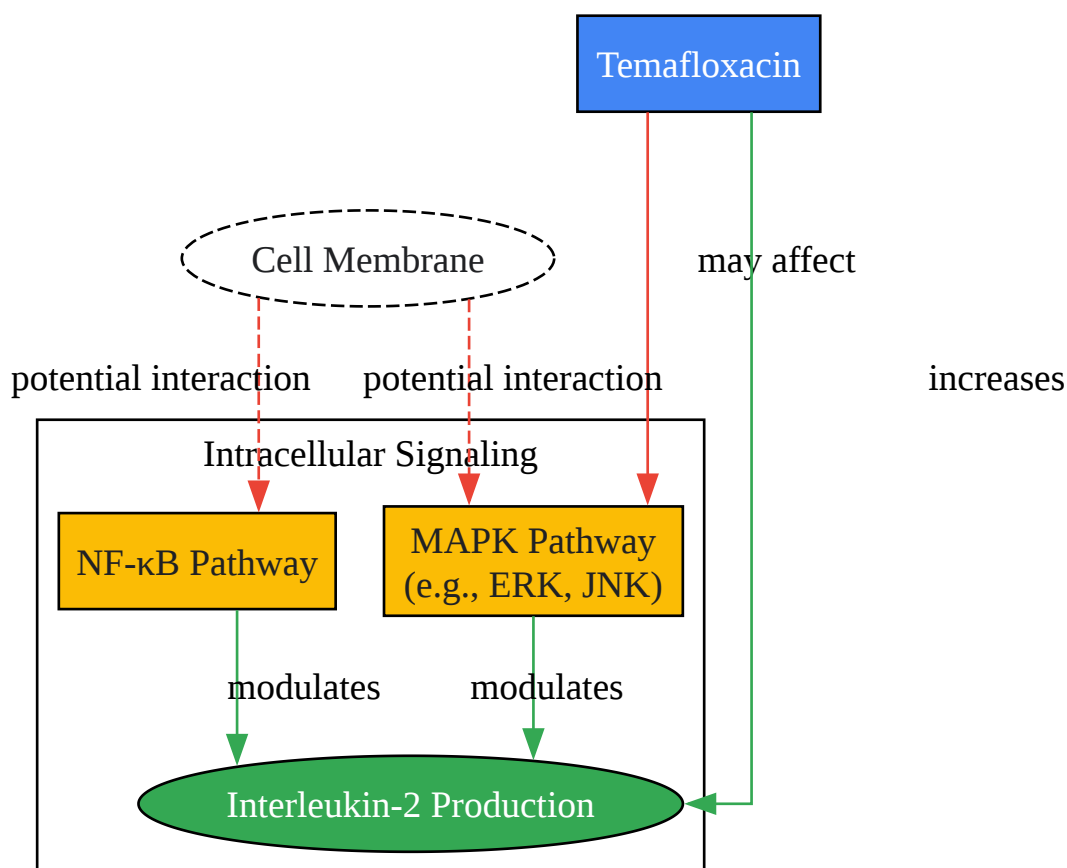 Temafloxacin
Cell Membrane
may affect
potential interaction
potential interaction
increases
Intracellular Signaling
NF-κB Pathway
MAPK Pathway
(e.g., ERK, JNK)
modulates
modulates
Interleukin-2 Production